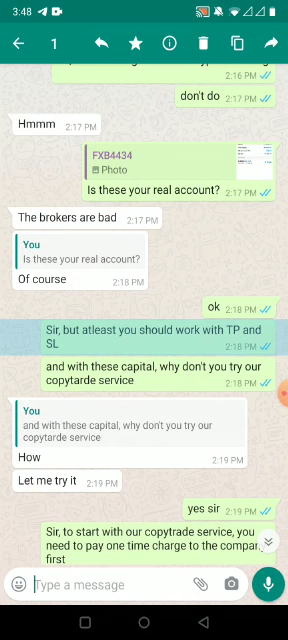 3:48
1
2:16 PM
don't do 2:17 PM
Hmmm 2:17 PM
FXB4434
Photo
Is these your real account? 2:17 PM
The brokers are bad 2:17 PM
You
Is these your real account?
Of course 2:18 PM
ok 2:18 PM
Sir, but atleast you should work with TP and
SL 2:18 PM
and with these capital, why don't you try our
copytarde service 2:18 PM
You
and with these capital, why don't you try our
copytarde service
How 2:19 PM
Let me try it 2:19 PM
yes sir 2:19 PM
Sir, to start with our copytrade service, you
need to pay one time charge to the company
first
Type a message